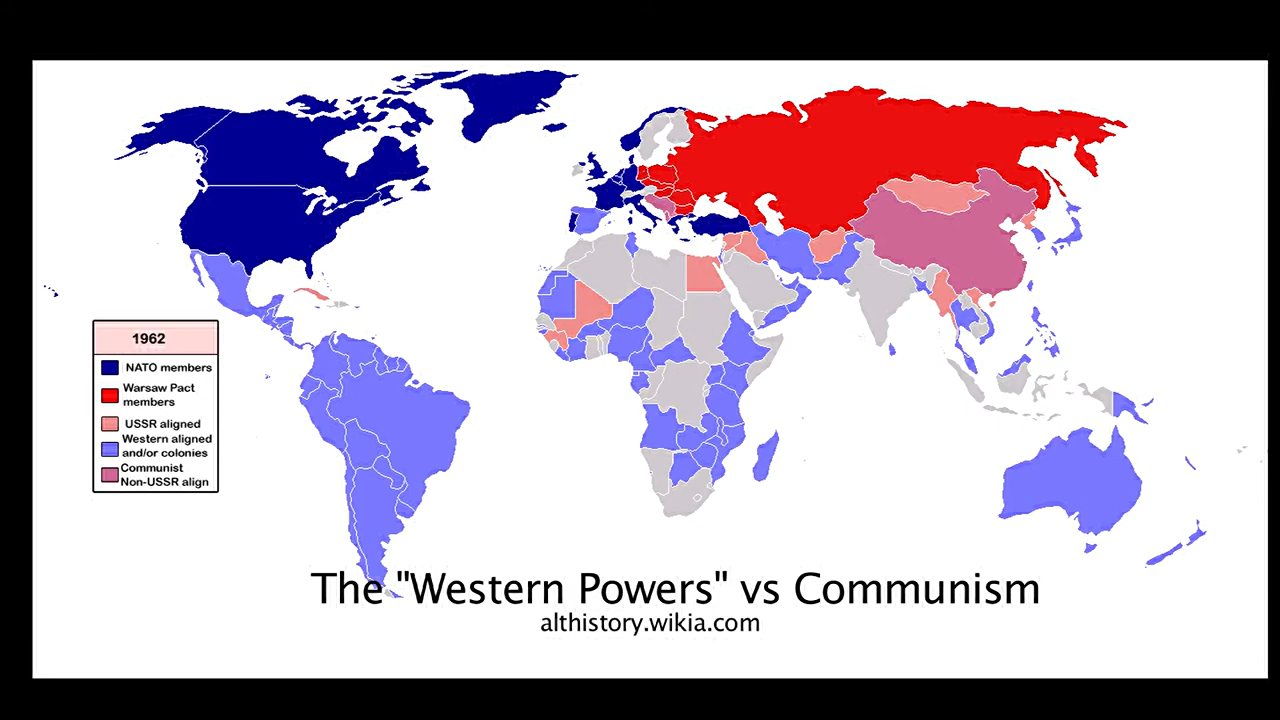 1962
NATO members
Warsaw Pact
members
USSR aligned
Western aligned
and/or colonies
Communist
Non-USSR align
The "Western Powers" vs Communism
althistory.wikia.com